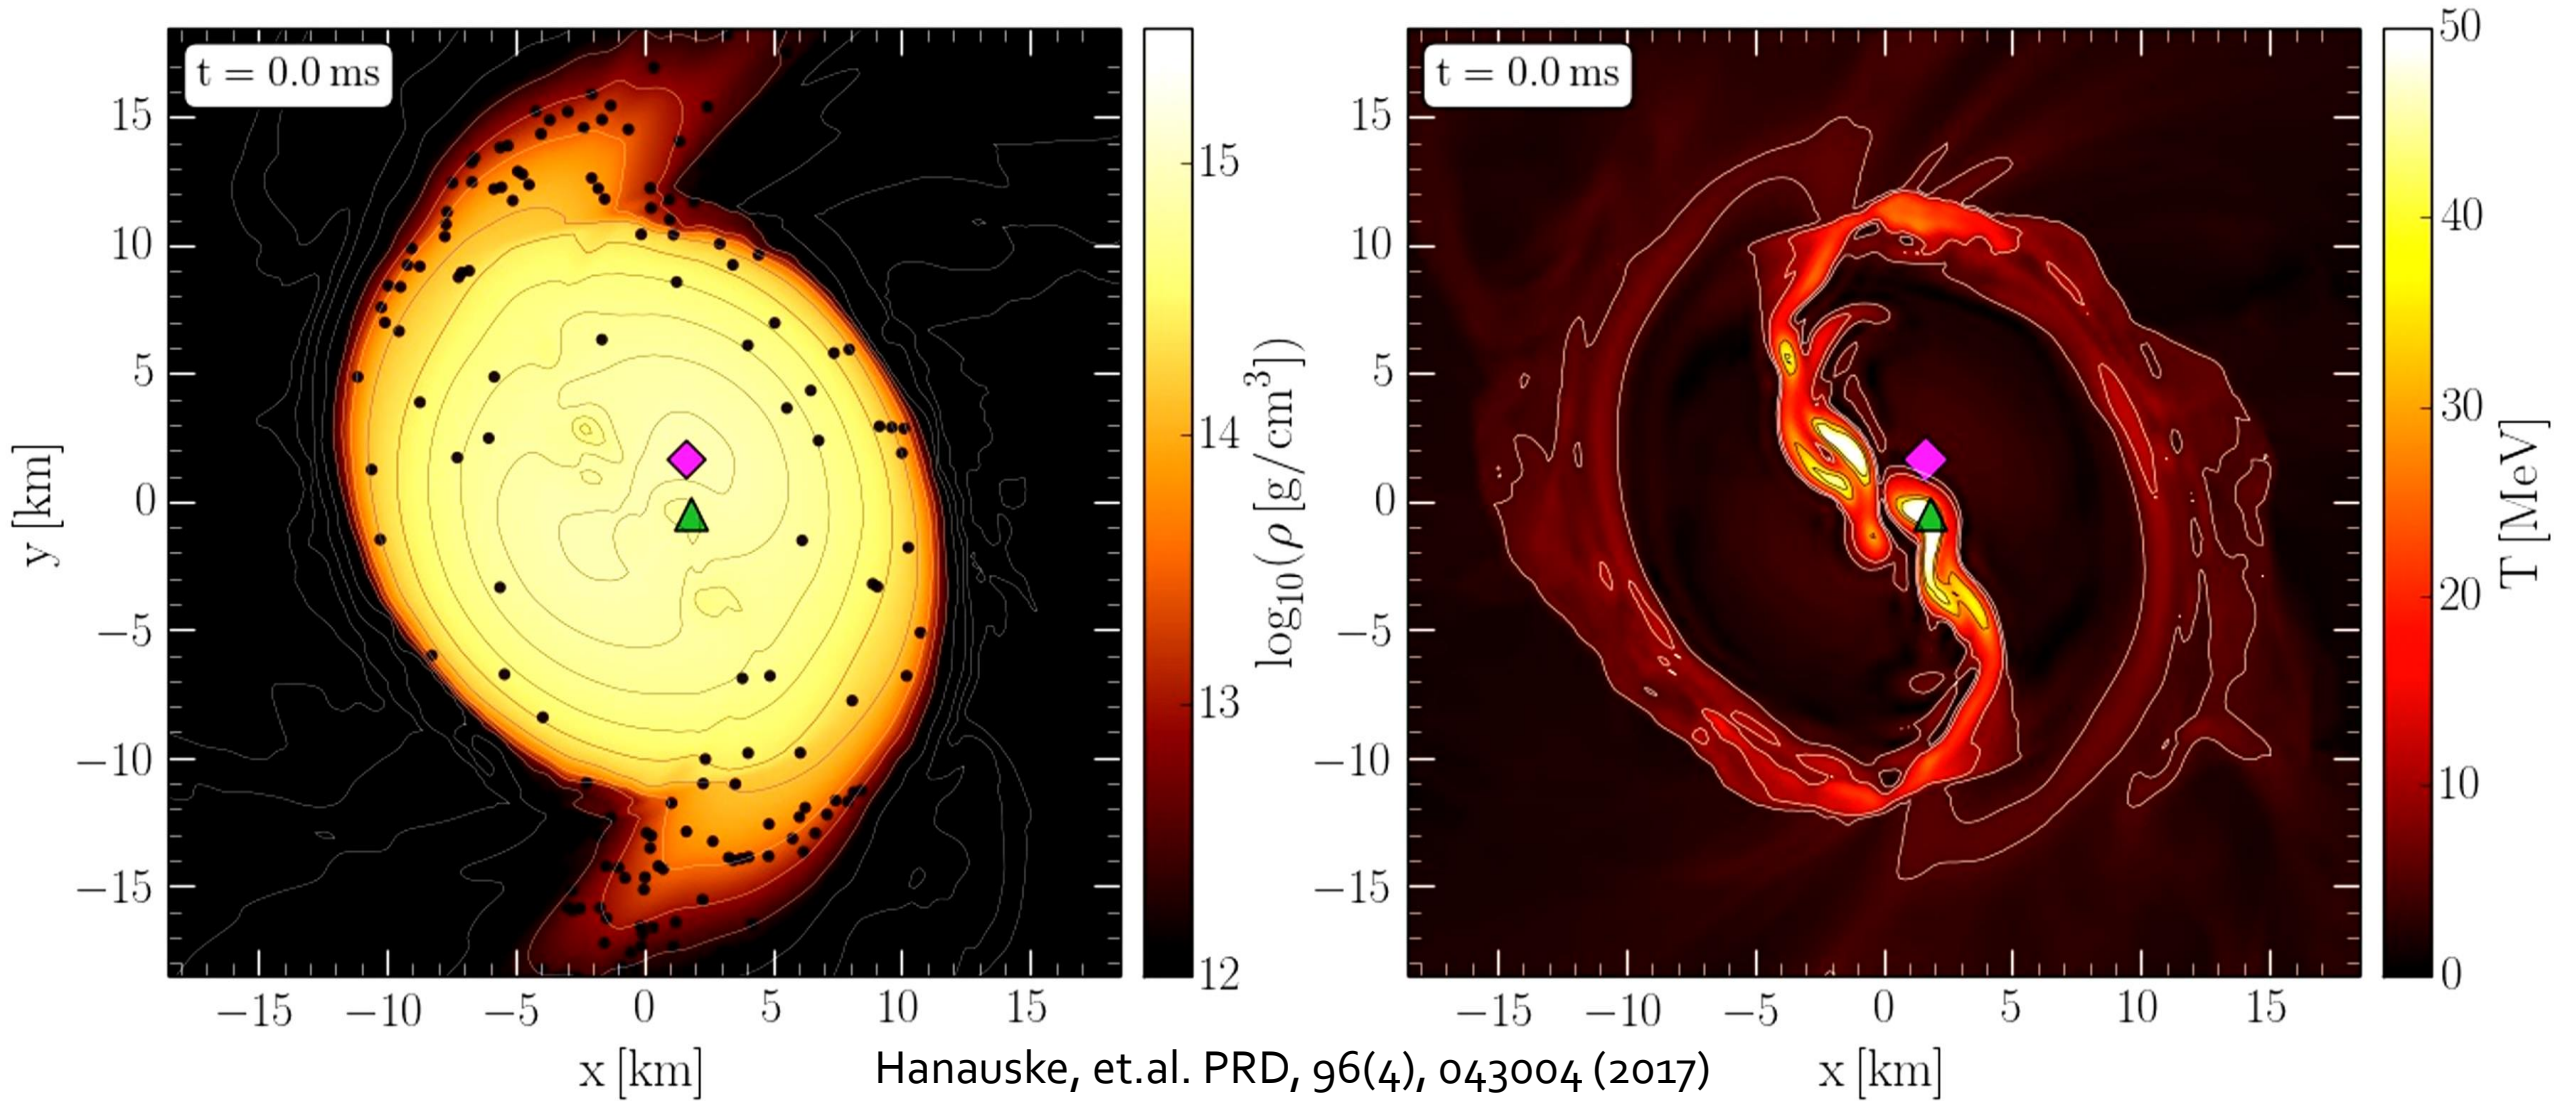 t = 0.0 ms
15
10
5
0
−5
−10
−15
y [km]
−15 −10 −5 0 5 10 15
x [km]
15
14
13
12
log10(ρ [g/cm3])
t = 0.0 ms
15
10
5
0
−5
−10
−15
−15 −10 −5 0 5 10 15
x [km]
50
40
30
20
10
0
T [MeV]
Hanauske, et.al. PRD, 96(4), 043004 (2017)